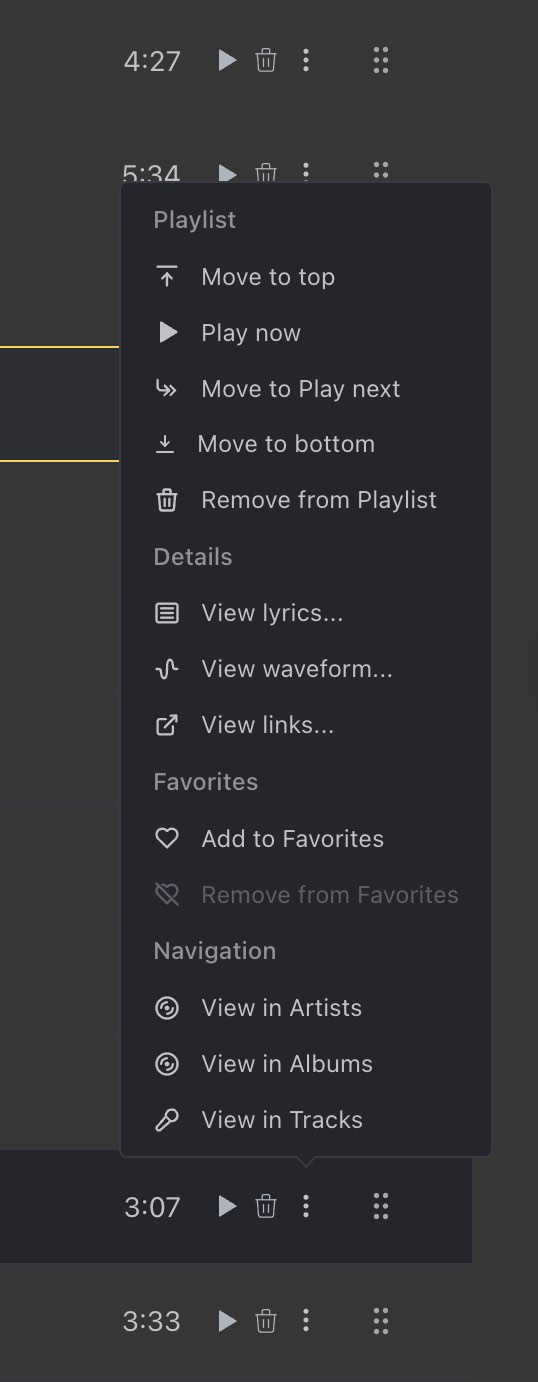 4:27
5:34
Playlist
Move to top
Play now
Move to Play next
Move to bottom
Remove from Playlist
Details
View lyrics...
View waveform...
View links...
Favorites
Add to Favorites
Remove from Favorites
Navigation
View in Artists
View in Albums
View in Tracks
3:07
3:33